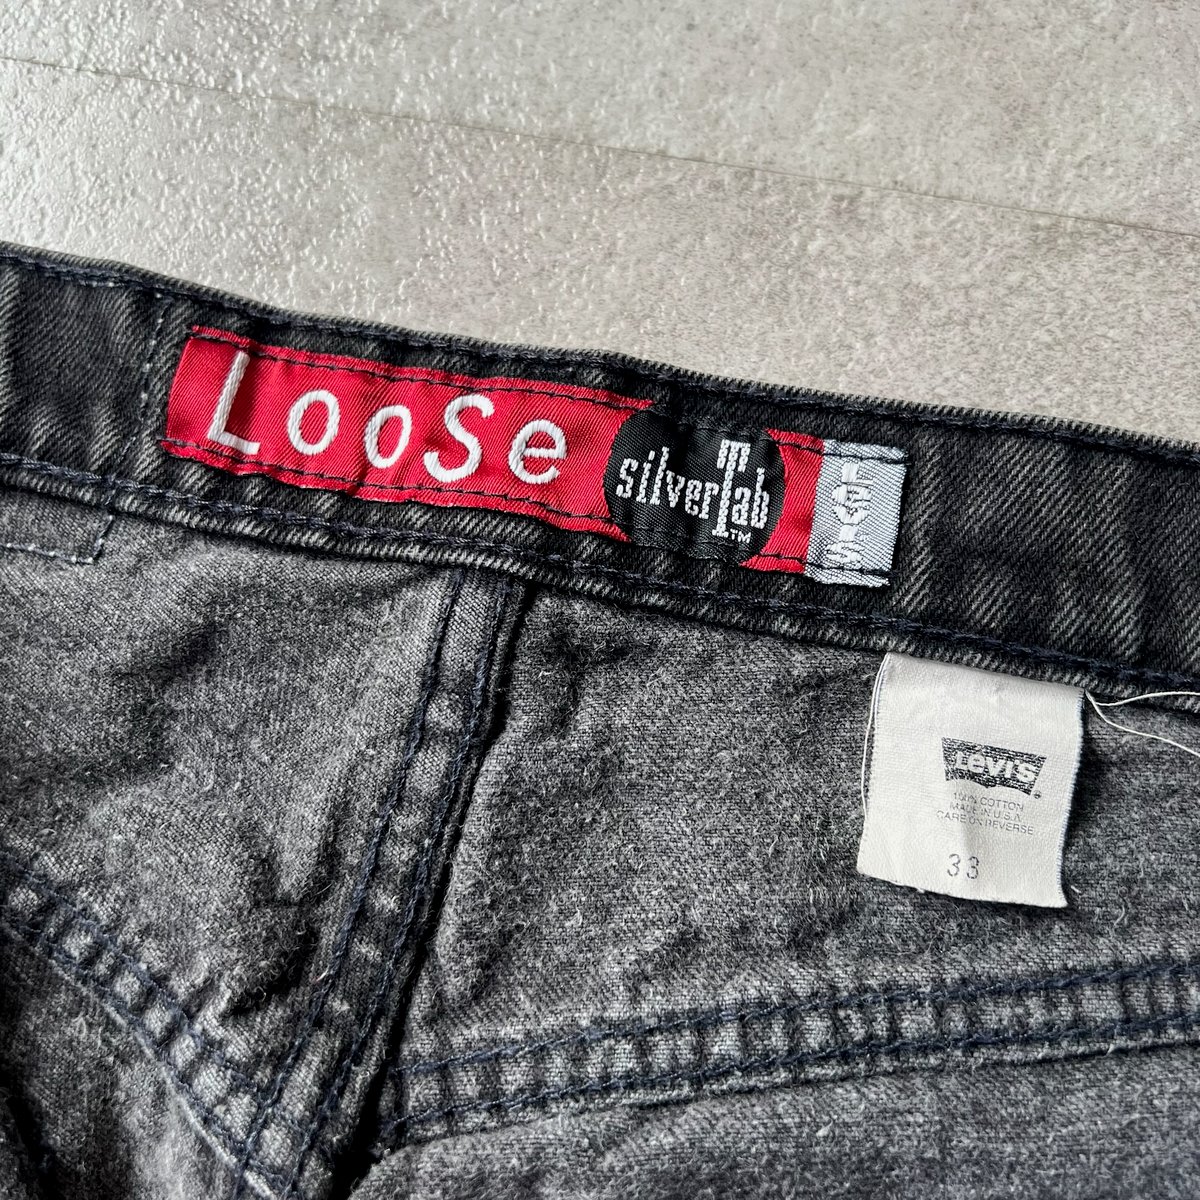 LooSe
silverTab
TM
LEVI'S
Levi's
100% COTTON
MADE IN U.S.A.
CARE ON REVERSE
33